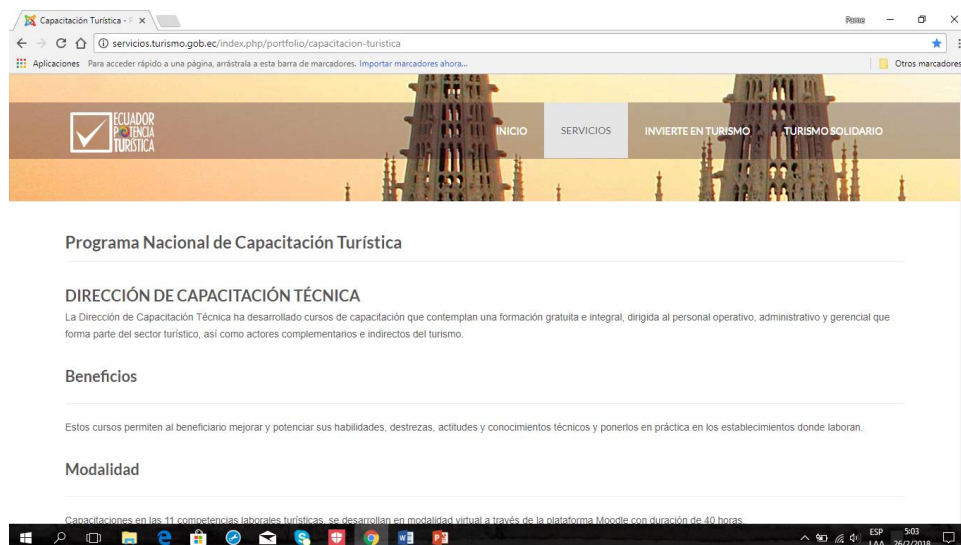 Capacitación Turística - F
Pame
servicios.turismo.gob.ec/index.php/portfolio/capacitacion-turistica
Aplicaciones Para acceder rápido a una página, arrástrala a esta barra de marcadores. Importar marcadores ahora... Otros marcadores
ECUADOR
POTENCIA
TURÍSTICA
INICIO SERVICIOS INVIERTE EN TURISMO TURISMO SOLIDARIO
Programa Nacional de Capacitación Turística
DIRECCIÓN DE CAPACITACIÓN TÉCNICA
La Dirección de Capacitación Técnica ha desarrollado cursos de capacitación que contemplan una formación gratuita e integral, dirigida al personal operativo, administrativo y gerencial que
forma parte del sector turístico, así como actores complementarios e indirectos del turismo.
Beneficios
Estos cursos permiten al beneficiario mejorar y potenciar sus habilidades, destrezas, actitudes y conocimientos técnicos y ponerlos en práctica en los establecimientos donde laboran.
Modalidad
Capacitaciones en las 11 competencias laborales turísticas, se desarrollan en modalidad virtual a través de la plataforma Moodle con duración de 40 horas.
ESP 5:03
LAA 26/2/2018